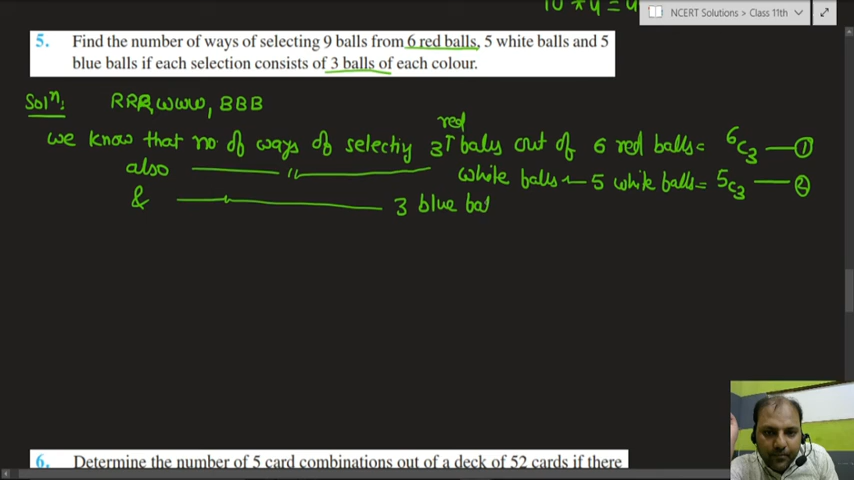 10 * 4 = 4
NCERT Solutions > Class 11th
5. Find the number of ways of selecting 9 balls from 6 red balls, 5 white balls and 5
blue balls if each selection consists of 3 balls of each colour.
Solⁿ: RRR, WWW, BBB
we know that no. of ways of selecting 3 red balls out of 6 red balls = ⁶C₃ — ①
also — " — white balls — 5 white balls = ⁵C₃ — ②
& — 3 blue bal
6. Determine the number of 5 card combinations out of a deck of 52 cards if there